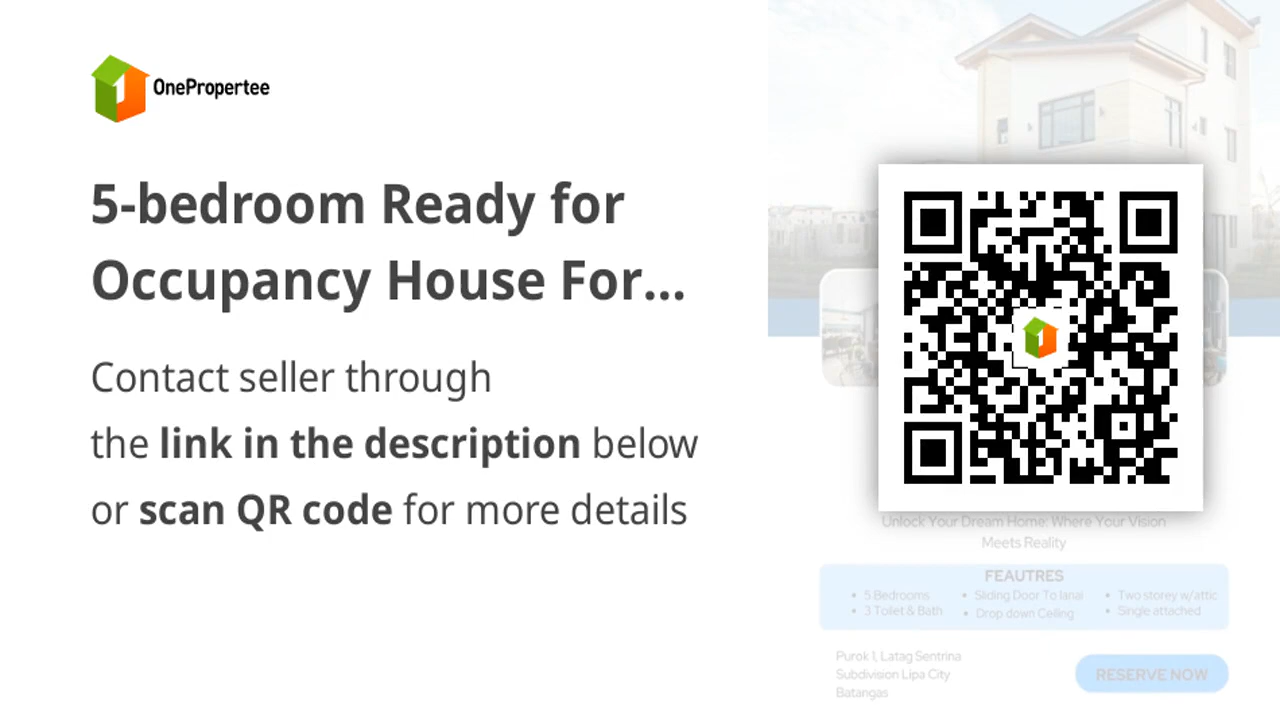 OnePropertee
5-bedroom Ready for
Occupancy House For...
Contact seller through
the link in the description below
or scan QR code for more details
Unlock Your Dream Home: Where Your Vision
Meets Reality
FEAUTRES
• 5 Bedrooms
• 3 Toilet & Bath
• Sliding Door To lanai
• Drop down Ceiling
• Two storey w/attic
• Single attached
Purok 1, Latag Sentrina
Subdivision Lipa City
Batangas
RESERVE NOW